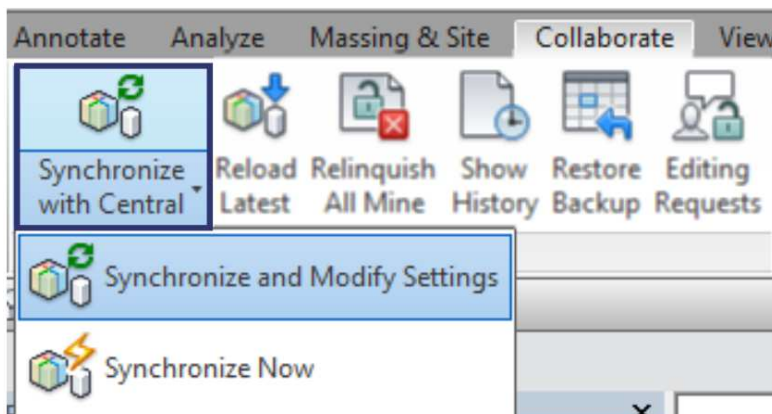 Annotate Analyze Massing & Site Collaborate View
Synchronize Reload Relinquish Show Restore Editing
with Central Latest All Mine History Backup Requests
Synchronize and Modify Settings
Synchronize Now